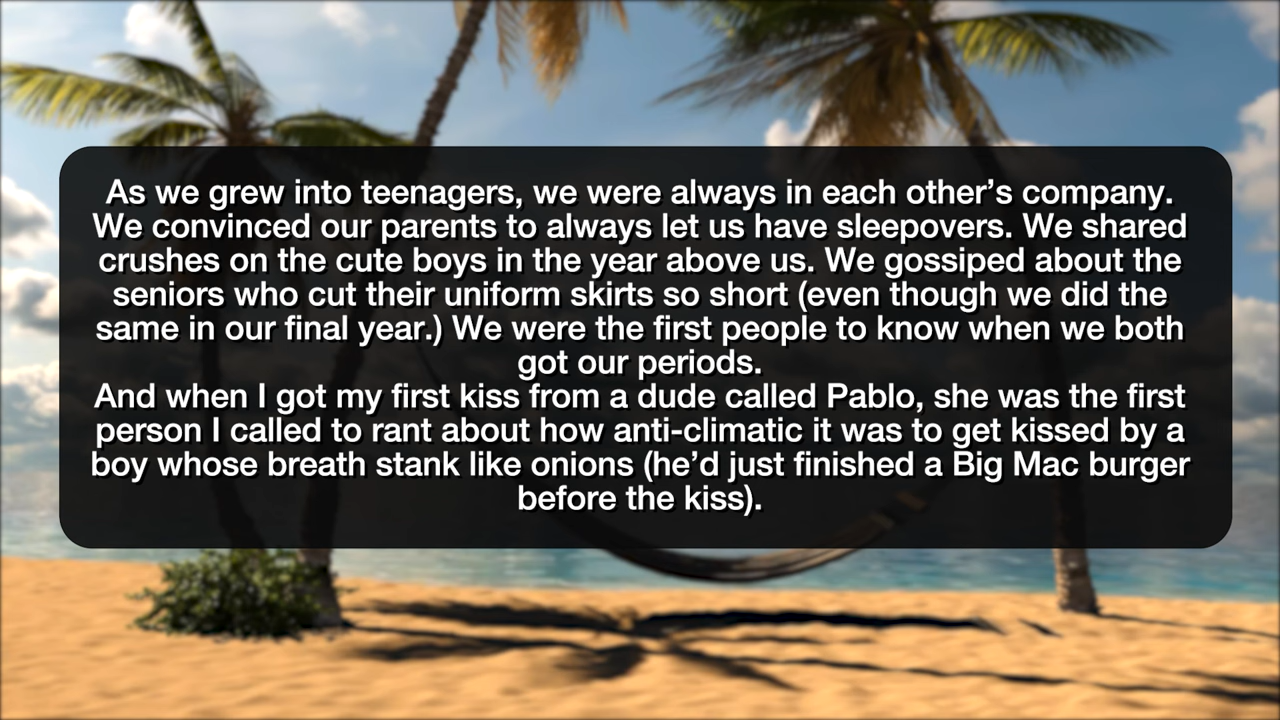 As we grew into teenagers, we were always in each other’s company.
We convinced our parents to always let us have sleepovers. We shared
crushes on the cute boys in the year above us. We gossiped about the
seniors who cut their uniform skirts so short (even though we did the
same in our final year.) We were the first people to know when we both
got our periods.
And when I got my first kiss from a dude called Pablo, she was the first
person I called to rant about how anti-climatic it was to get kissed by a
boy whose breath stank like onions (he’d just finished a Big Mac burger
before the kiss).